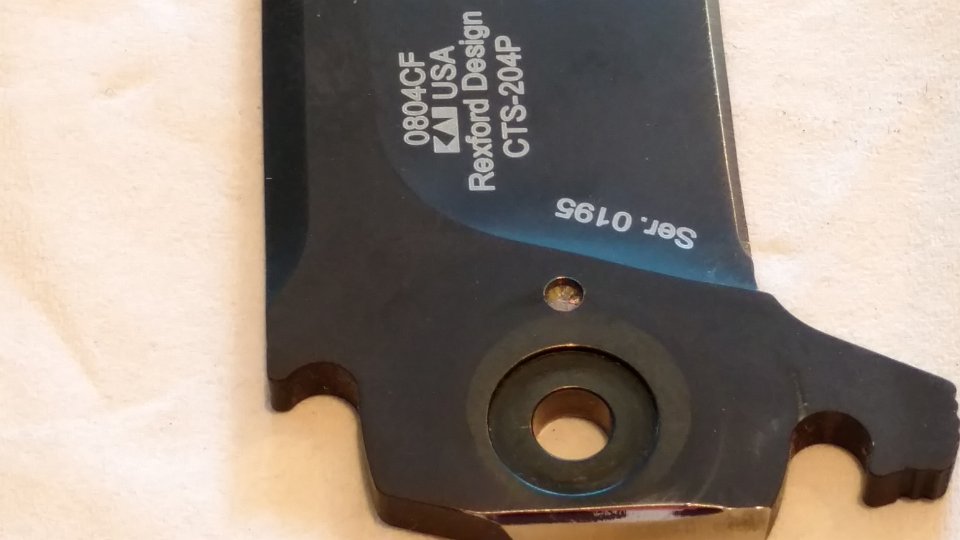 0804CF
KAI USA
Rexford Design
CTS-204P
Ser. 0195